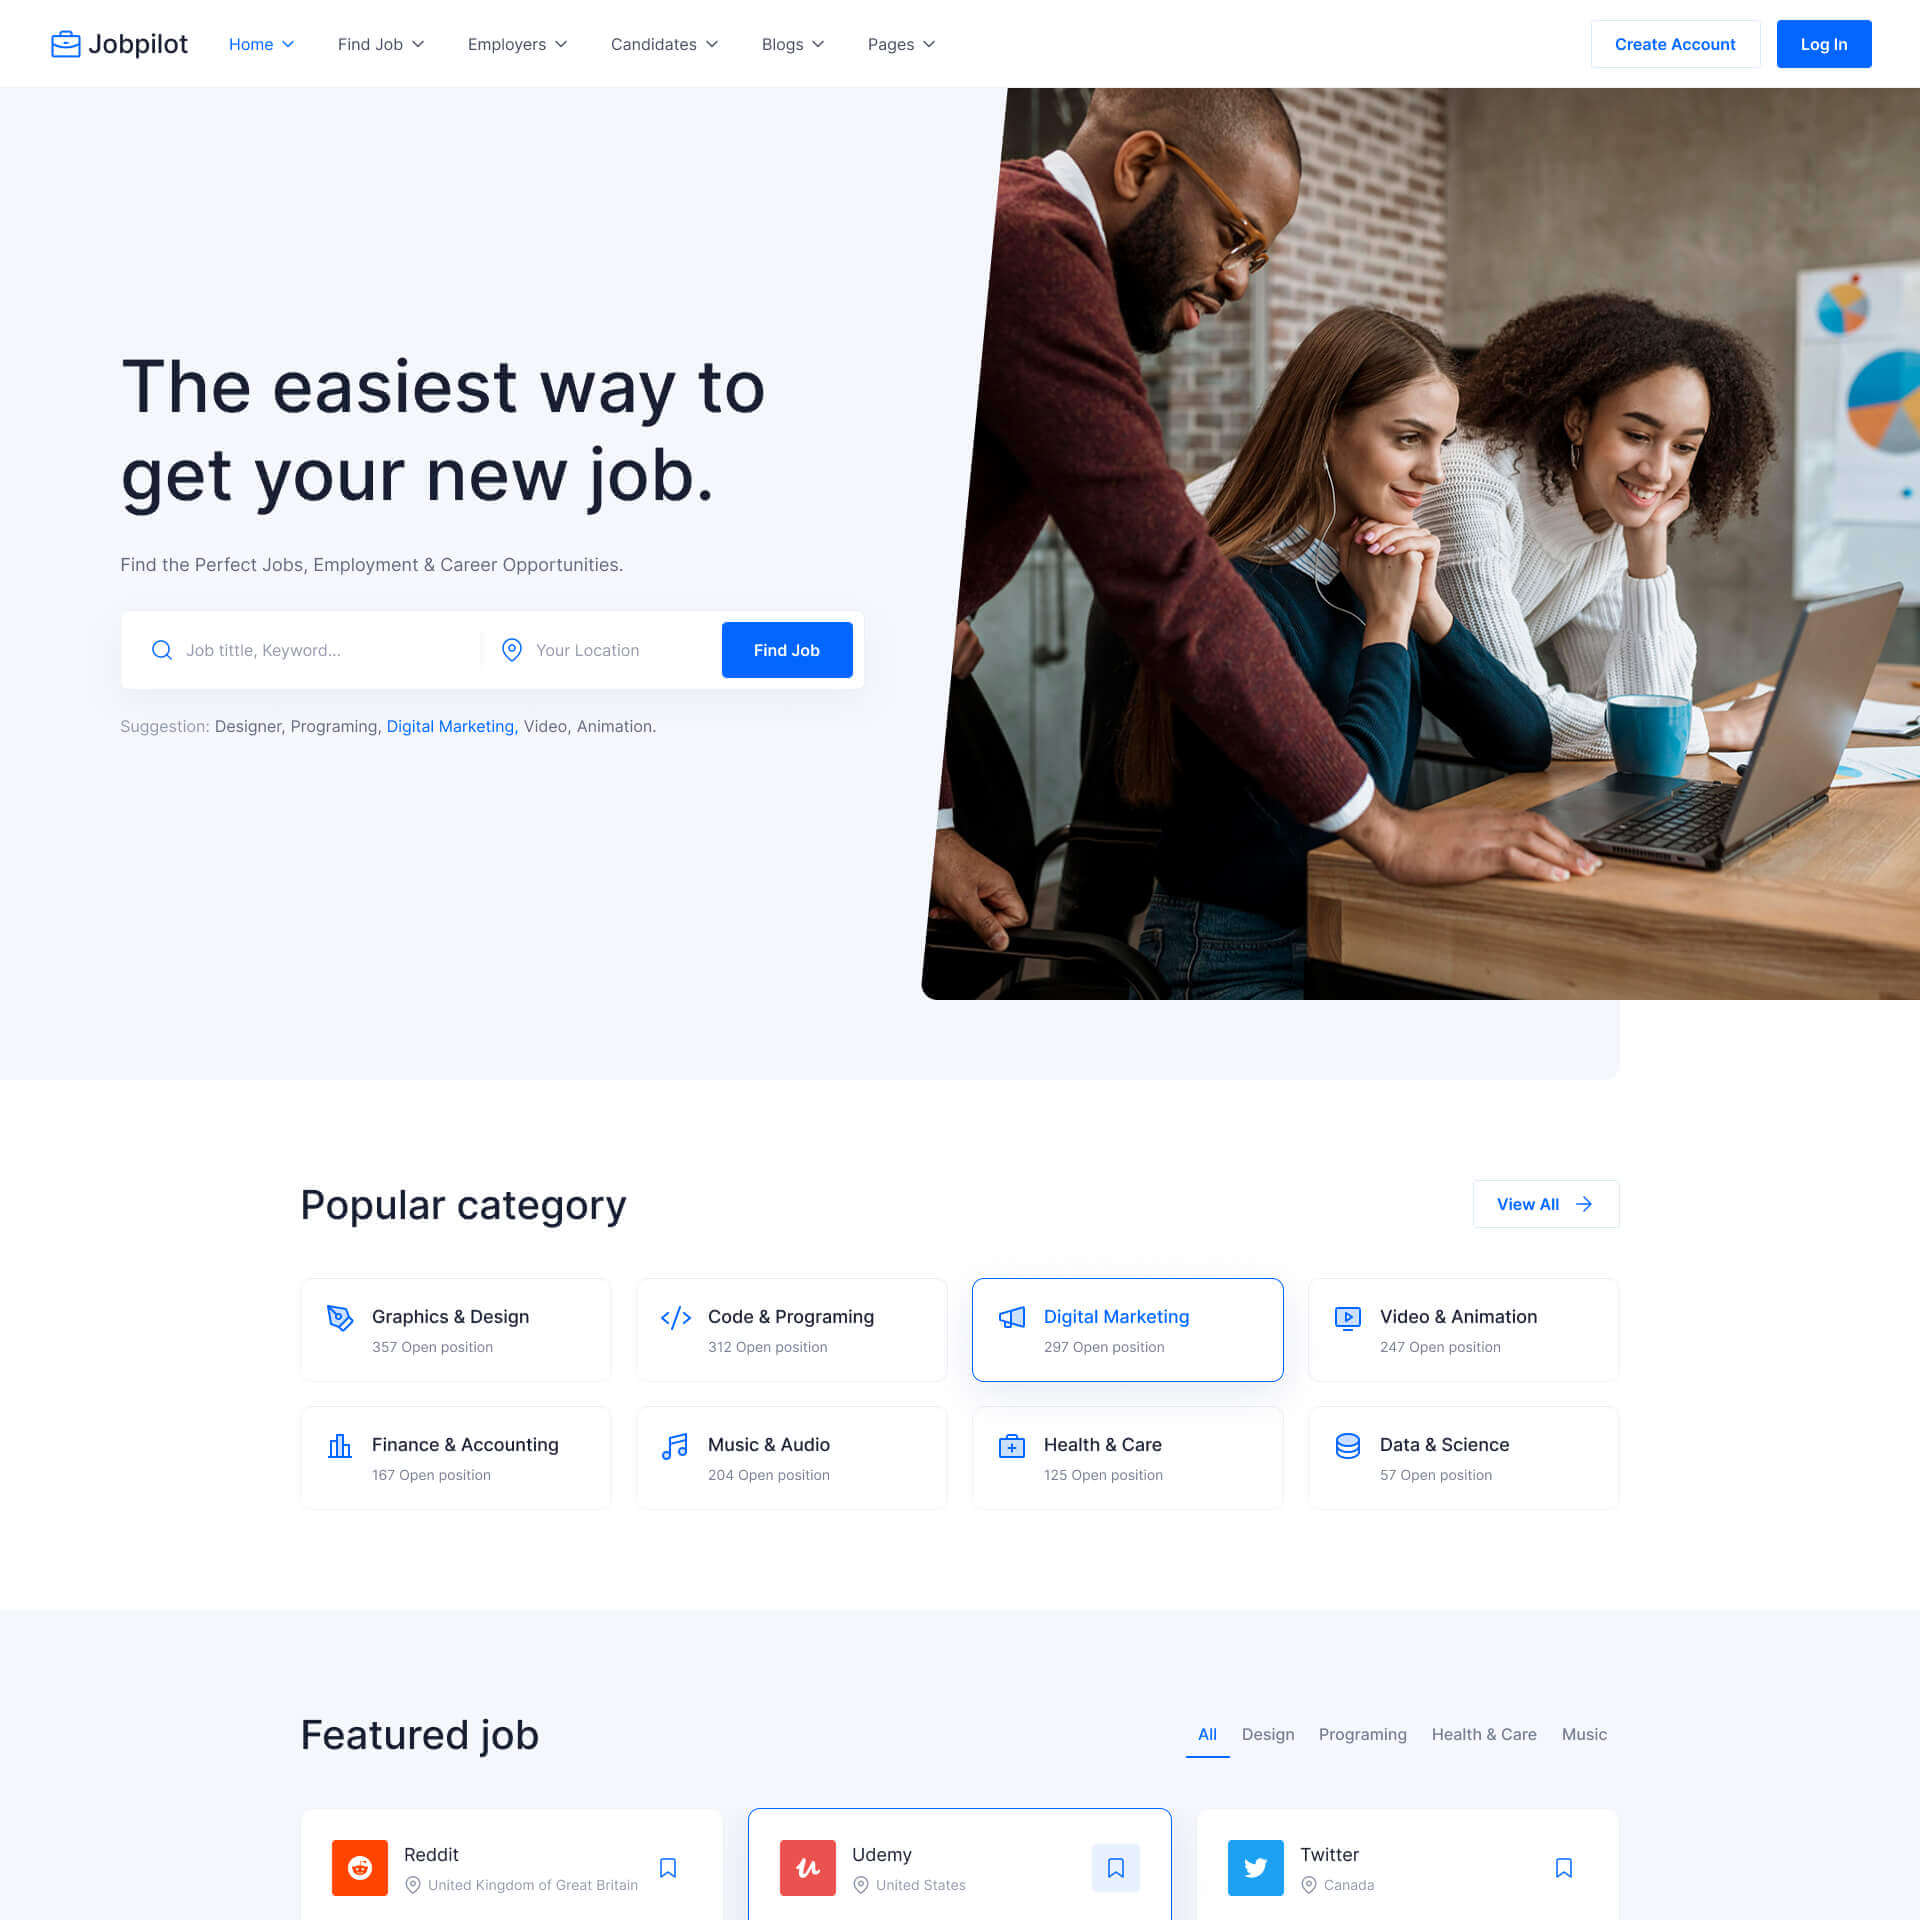 Jobpilot
Home
Find Job
Employers
Candidates
Blogs
Pages
Create Account
Log In
The easiest way to
get your new job.
Find the Perfect Jobs, Employment & Career Opportunities.
Job tittle, Keyword...
Your Location
Find Job
Suggestion: Designer, Programing, Digital Marketing, Video, Animation.
Popular category
View All
Graphics & Design
357 Open position
Code & Programing
312 Open position
Digital Marketing
297 Open position
Video & Animation
247 Open position
Finance & Accounting
167 Open position
Music & Audio
204 Open position
Health & Care
125 Open position
Data & Science
57 Open position
Featured job
All
Design
Programing
Health & Care
Music
Reddit
United Kingdom of Great Britain
Udemy
United States
Twitter
Canada